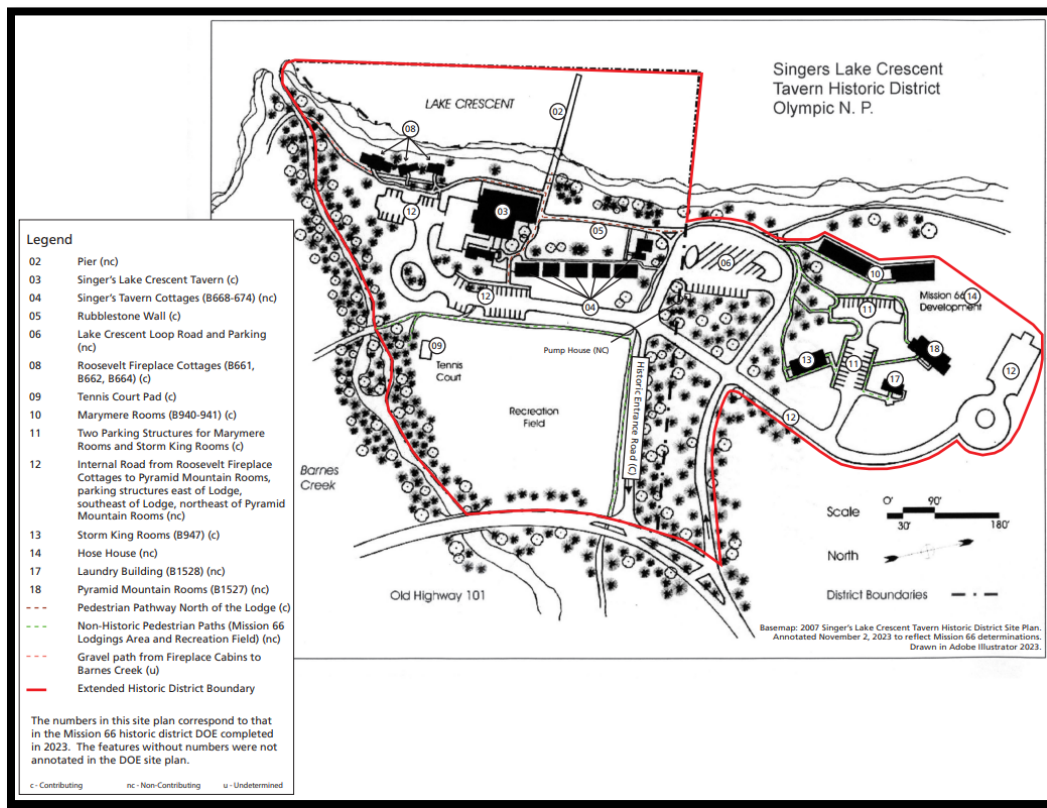 Singers Lake Crescent
Tavern Historic District
Olympic N. P.
LAKE CRESCENT
02
08
12
03
05
06
10
Mission 66
14
Development
11
04
12
Pump House (NC)
09
Tennis
Court
13
11
18
17
12
Recreation
Field
Historic Entrance Road (C)
12
Barnes
Creek
Old Highway 101
Scale
O'
90'
30'
180'
North
District Boundaries
Basemap: 2007 Singer's Lake Crescent Tavern Historic District Site Plan.
Annotated November 2, 2023 to reflect Mission 66 determinations.
Drawn in Adobe Illustrator 2023.
Legend
02 Pier (nc)
03 Singer's Lake Crescent Tavern (c)
04 Singer's Tavern Cottages (B668-674) (nc)
05 Rubblestone Wall (c)
06 Lake Crescent Loop Road and Parking
(nc)
08 Roosevelt Fireplace Cottages (B661,
B662, B664) (c)
09 Tennis Court Pad (c)
10 Marymere Rooms (B940-941) (c)
11 Two Parking Structures for Marymere
Rooms and Storm King Rooms (c)
12 Internal Road from Roosevelt Fireplace
Cottages to Pyramid Mountain Rooms,
parking structures east of Lodge,
southeast of Lodge, northeast of Pyramid
Mountain Rooms (nc)
13 Storm King Rooms (B947) (c)
14 Hose House (nc)
17 Laundry Building (B1528) (nc)
18 Pyramid Mountain Rooms (B1527) (nc)
Pedestrian Pathway North of the Lodge (c)
Non-Historic Pedestrian Paths (Mission 66
Lodgings Area and Recreation Field) (nc)
Gravel path from Fireplace Cabins to
Barnes Creek (u)
Extended Historic District Boundary
The numbers in this site plan correspond to that
in the Mission 66 historic district DOE completed
in 2023. The features without numbers were not
annotated in the DOE site plan.
c - Contributing nc - Non-Contributing u - Undetermined